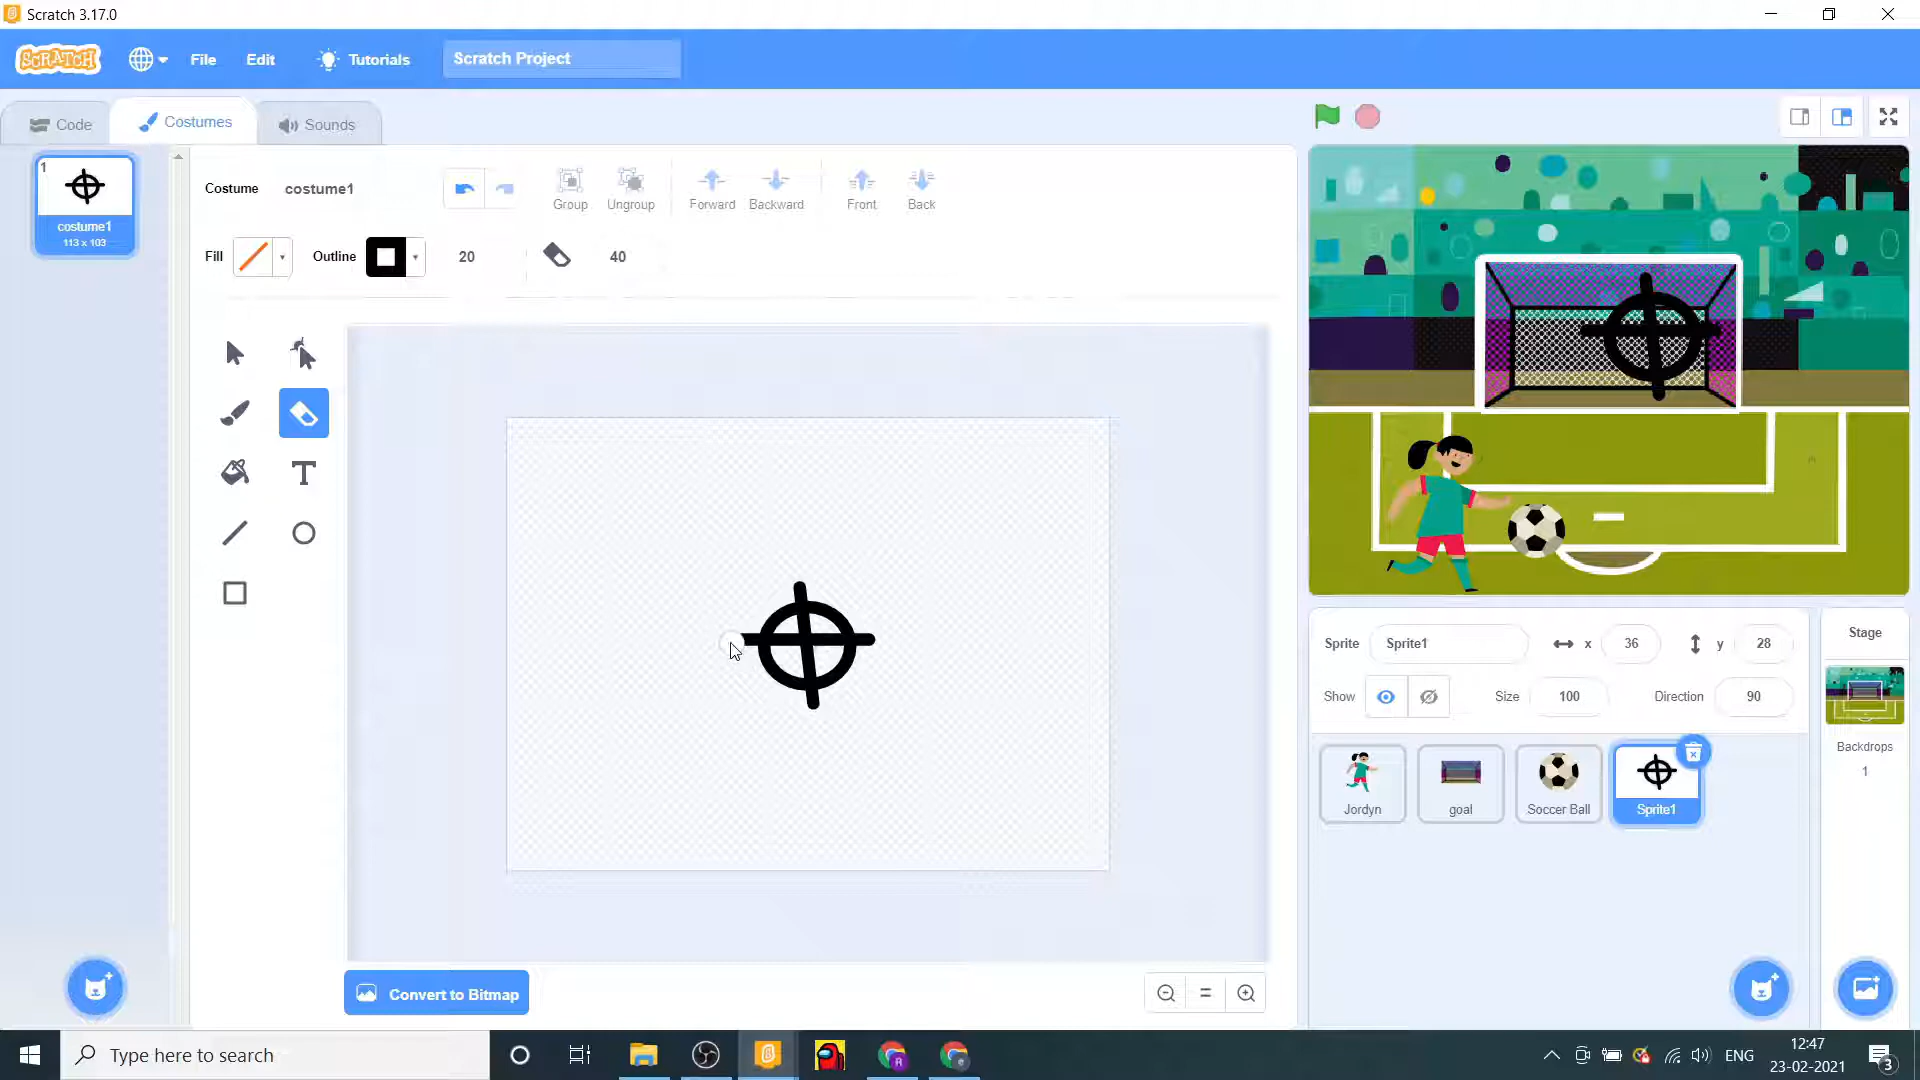 Scratch 3.17.0
SCRATCH
File
Edit
Tutorials
Scratch Project
Code
Costumes
Sounds
1
costume1
113 x 103
Costume
costume1
Group
Ungroup
Forward
Backward
Front
Back
Fill
Outline
20
40
T
Convert to Bitmap
=
Sprite
Sprite1
x
36
y
28
Show
Size
100
Direction
90
Jordyn
goal
Soccer Ball
Sprite1
Stage
Backdrops
1
Type here to search
R
e
ENG
12:47
23-02-2021
3